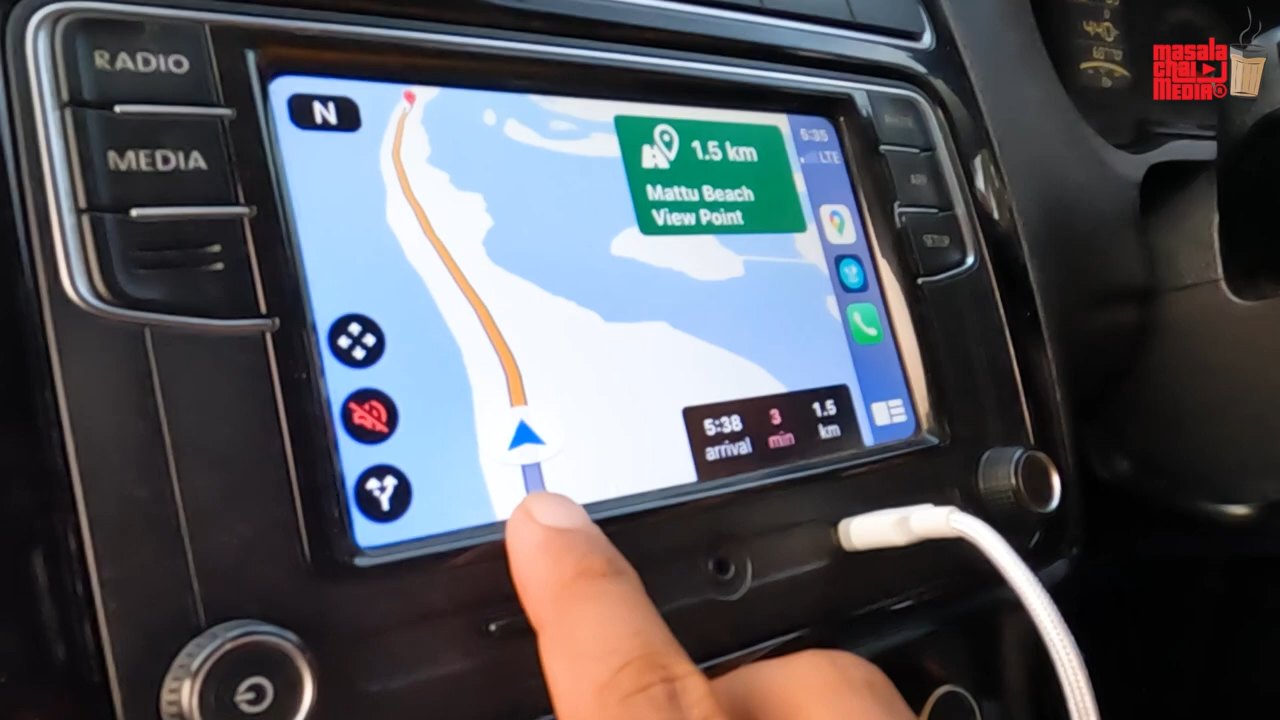 RADIO
MEDIA
N
1.5 km
Mattu Beach
View Point
5:35
LTE
5:38
arrival
3
min
1.5
km
SETUP
masala
chai
MEDIA